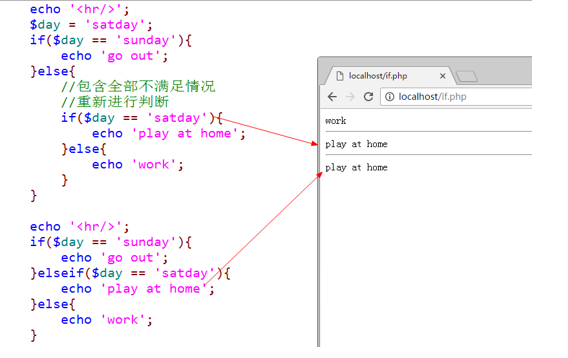 echo '<hr/>';
$day = 'satday';
if($day == 'sunday'){
    echo 'go out';
}else{
    //包含全部不满足情况
    //重新进行判断
    if($day == 'satday'){
        echo 'play at home';
    }else{
        echo 'work';
    }
}
echo '<hr/>';
if($day == 'sunday'){
    echo 'go out';
}elseif($day == 'satday'){
    echo 'play at home';
}else{
    echo 'work';
}
localhost/if.php
localhost/if.php
work
play at home
play at home